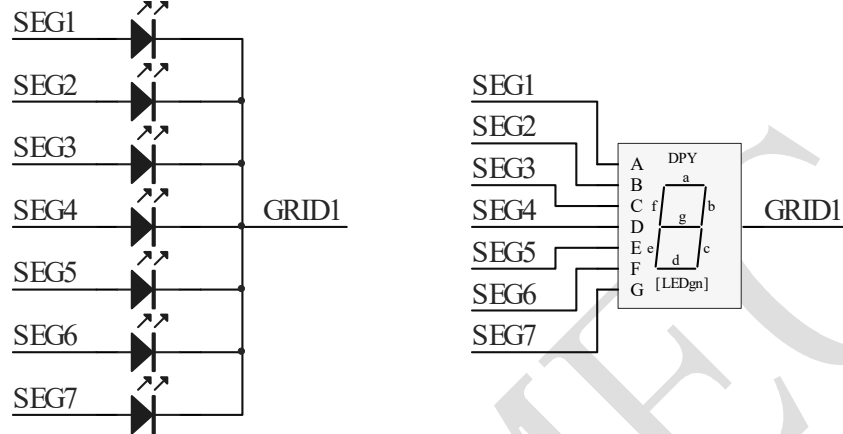 SEG1
SEG2
SEG3
SEG4
SEG5
SEG6
SEG7
GRID1
SEG1
SEG2
SEG3
SEG4
SEG5
SEG6
SEG7
A
B
C
D
E
F
G
DPY
a
f
b
g
e
c
d
[LEDgn]
GRID1